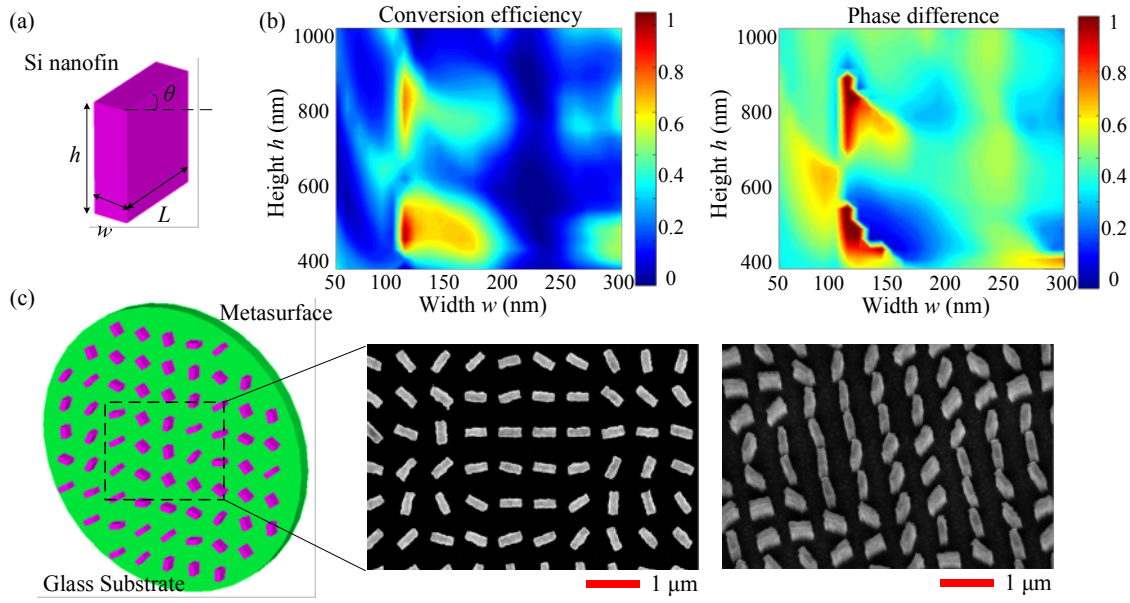 (a)
Si nanofin
θ
h
L
w
(b)
Conversion efficiency
Height h (nm)
1000
800
600
400
50 100 150 200 250 300
Width w (nm)
1
0.8
0.6
0.4
0.2
0
Phase difference
Height h (nm)
1000
800
600
400
50 100 150 200 250 300
Width w (nm)
1
0.8
0.6
0.4
0.2
0
(c)
Metasurface
Glass Substrate
1 μm
1 μm